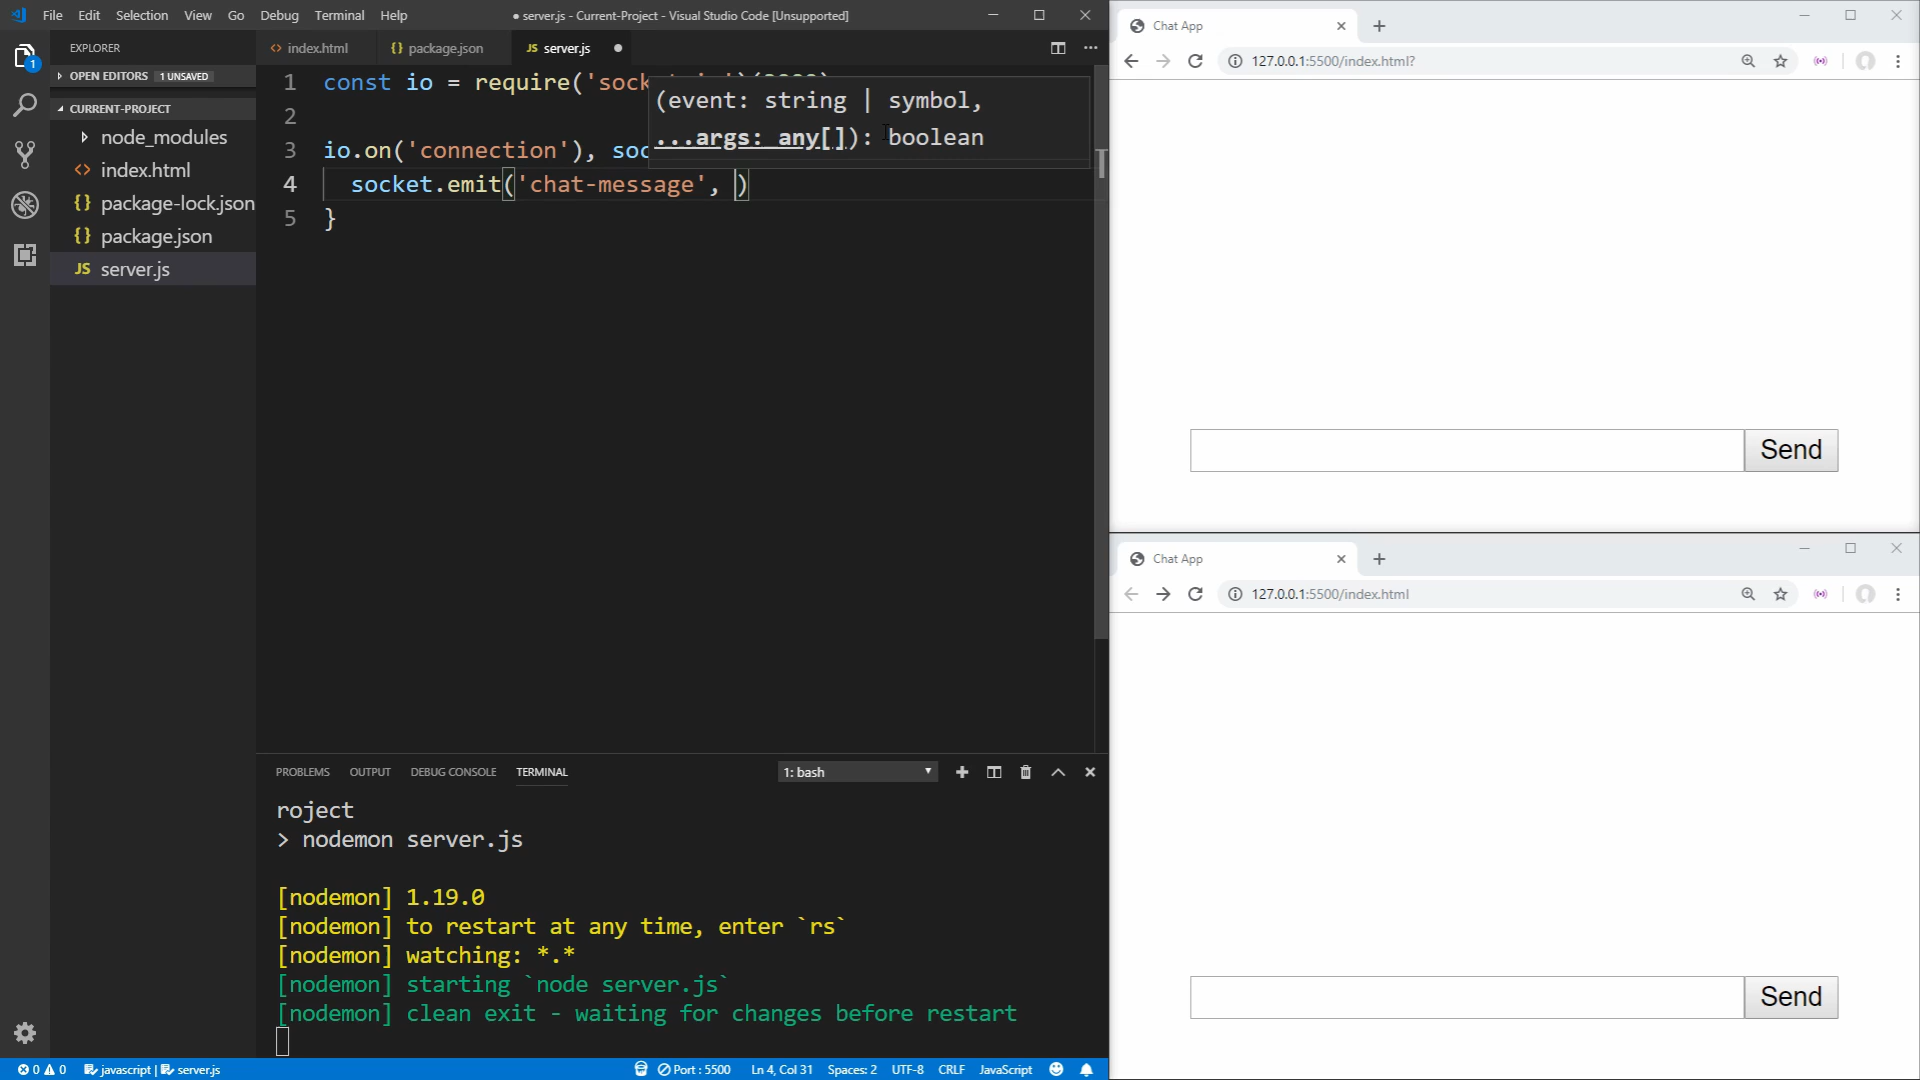 File Edit Selection View Go Debug Terminal Help
● server.js - Current-Project - Visual Studio Code [Unsupported]
EXPLORER
OPEN EDITORS 1 UNSAVED
CURRENT-PROJECT
node_modules
<> index.html
{} package-lock.json
{} package.json
JS server.js
1
<> index.html {} package.json JS server.js ●
1 const io = require('sock
(event: string | symbol,
...args: any[]): boolean
2
3 io.on('connection'), soc
4 socket.emit('chat-message', )
5 }
PROBLEMS OUTPUT DEBUG CONSOLE TERMINAL 1: bash
roject
> nodemon server.js
[nodemon] 1.19.0
[nodemon] to restart at any time, enter `rs`
[nodemon] watching: *.*
[nodemon] starting `node server.js`
[nodemon] clean exit - waiting for changes before restart
0 0 javascript | server.js Port : 5500 Ln 4, Col 31 Spaces: 2 UTF-8 CRLF JavaScript
Chat App
127.0.0.1:5500/index.html?
Send
Chat App
127.0.0.1:5500/index.html
Send